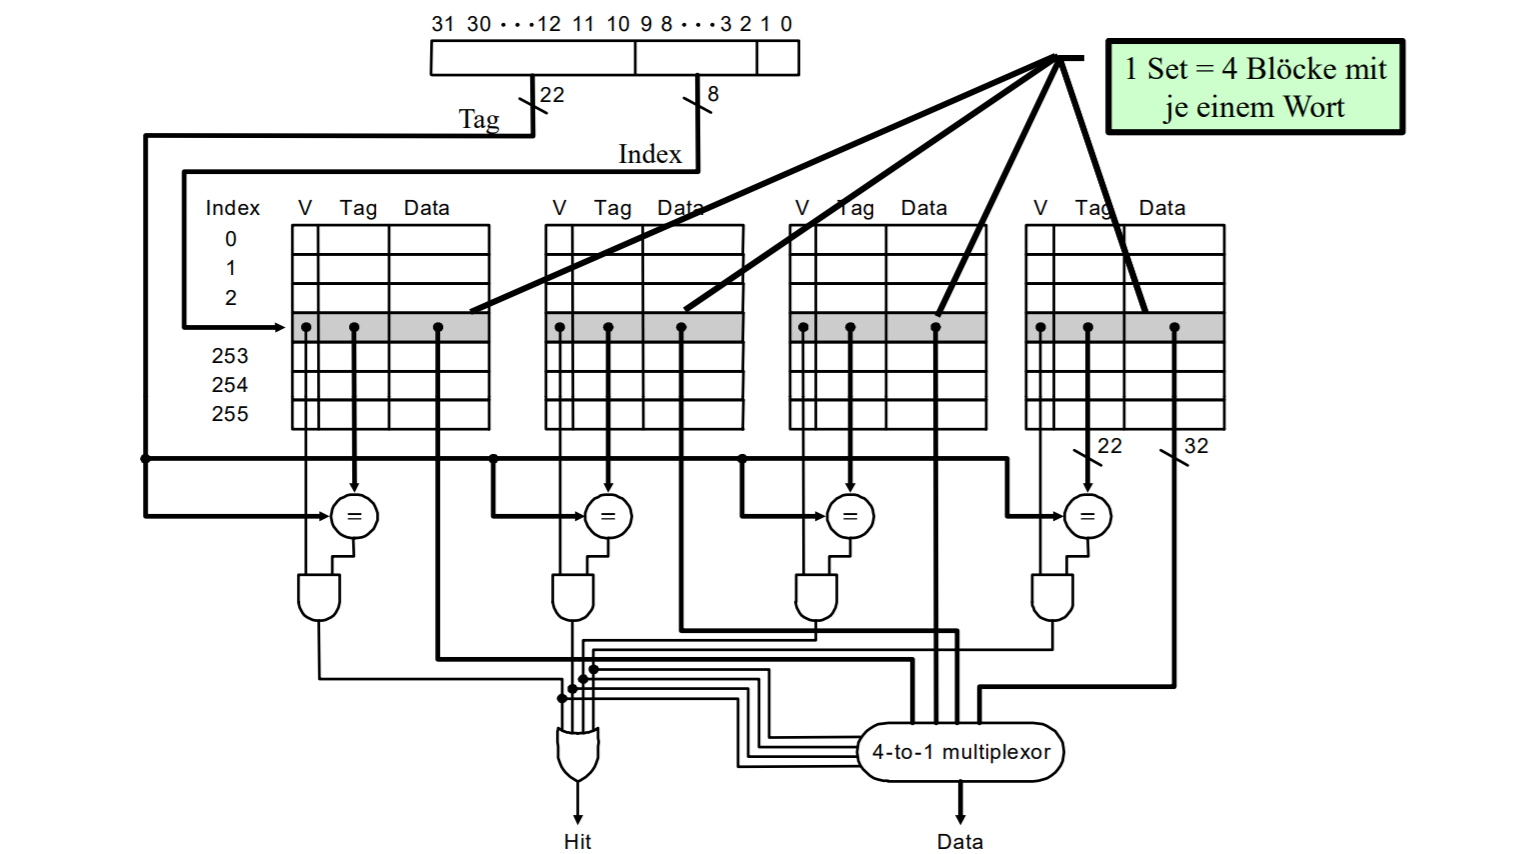 31 30 ···12 11 10 9 8 ···3 2 1 0
1 Set = 4 Blöcke mit
je einem Wort
22
8
Tag
Index
Index V Tag Data V Tag Data V Tag Data V Tag Data
0
1
2
253
254
255
22 32
= = = =
4-to-1 multiplexor
Hit Data